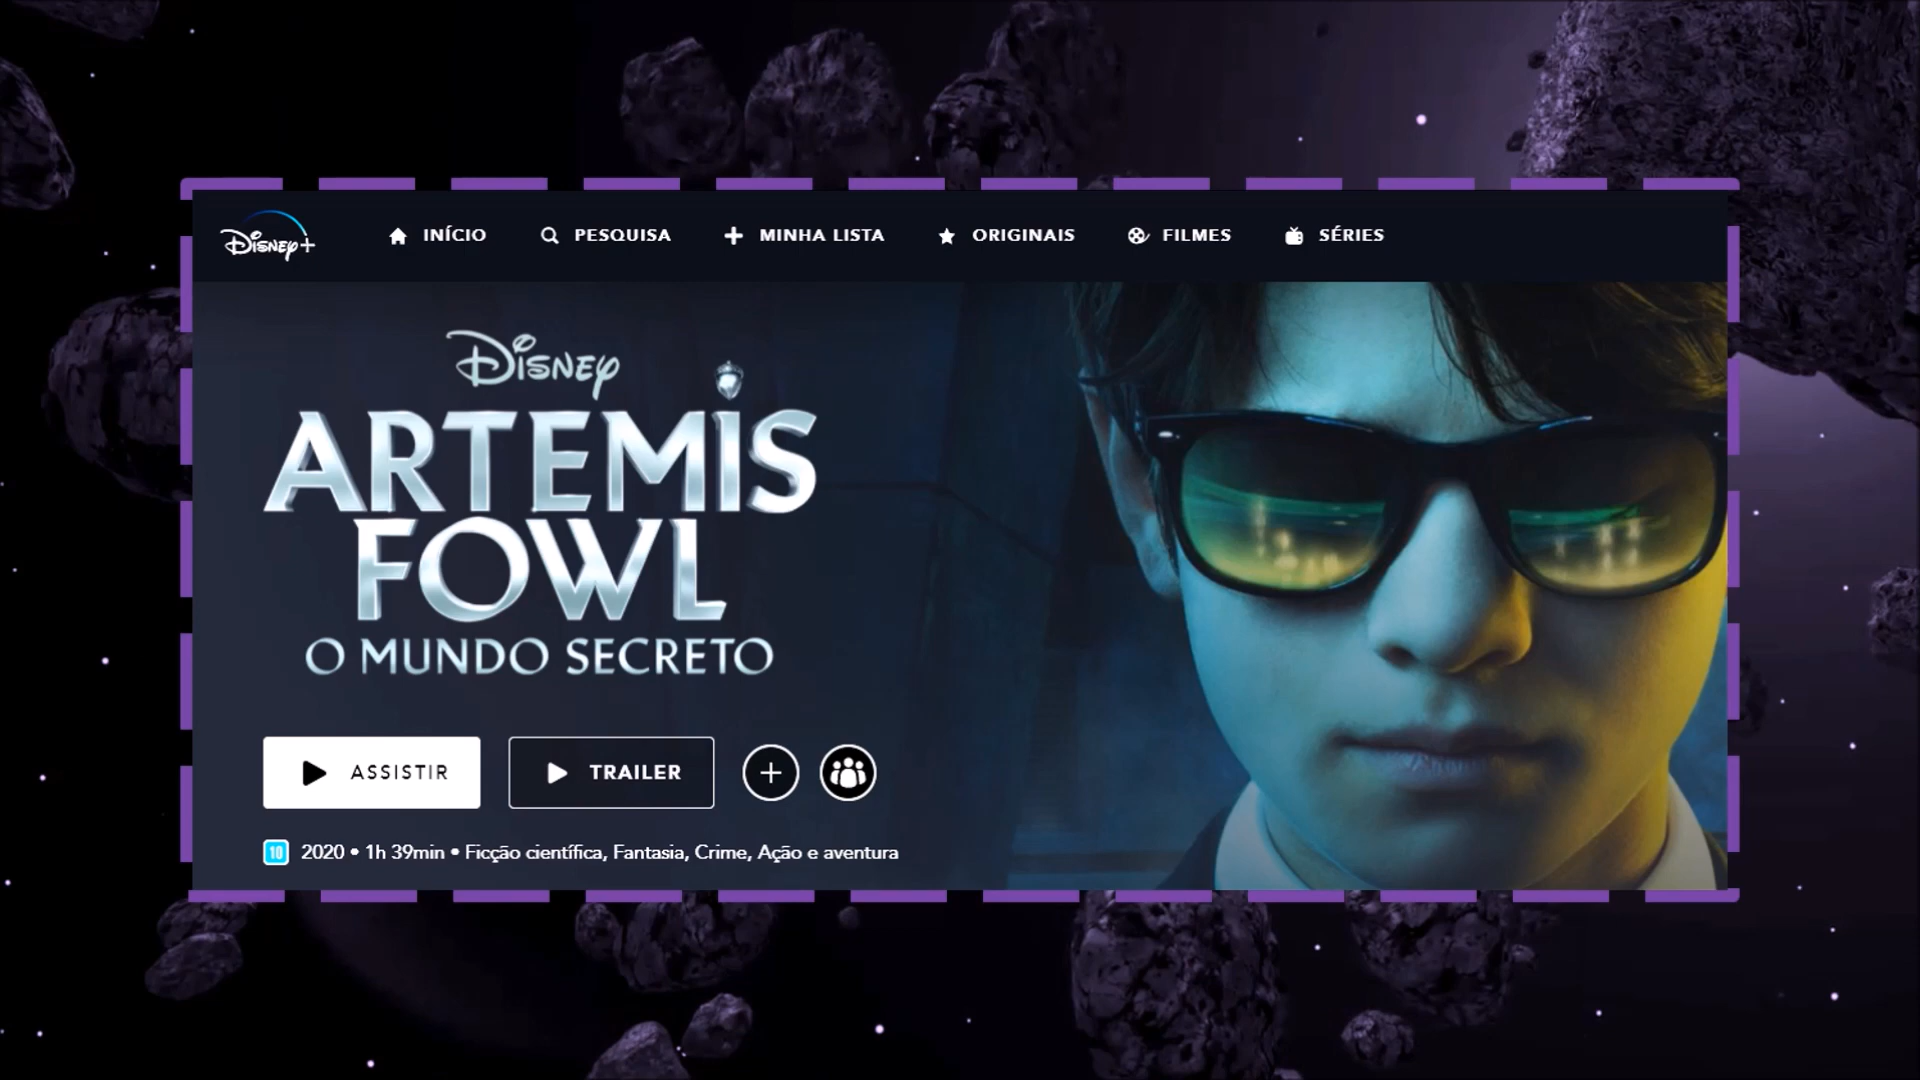 Disney+ INÍCIO PESQUISA MINHA LISTA ORIGINAIS FILMES SÉRIES
Disney
ARTEMIS
FOWL
O MUNDO SECRETO
ASSISTIR TRAILER
10 2020 • 1h 39min • Ficção científica, Fantasia, Crime, Ação e aventura